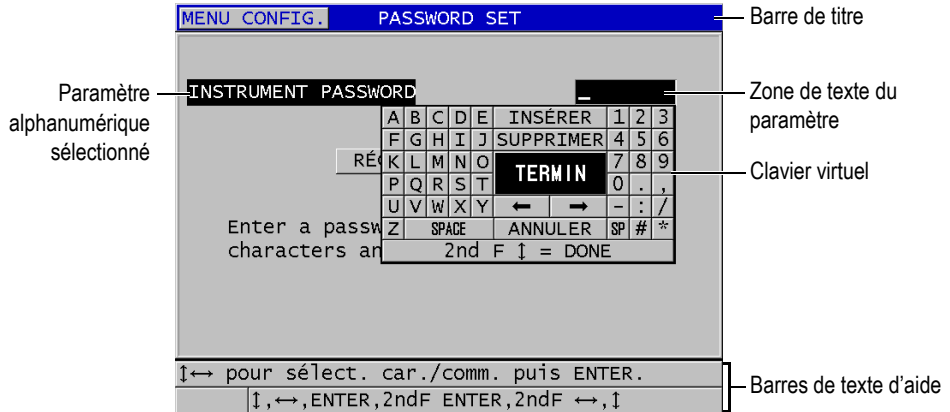 MENU CONFIG. PASSWORD SET
Barre de titre
INSTRUMENT PASSWORD _
Paramètre
alphanumérique
sélectionné
Zone de texte du
paramètre
A B C D E INSÉRER 1 2 3
F G H I J SUPPRIMER 4 5 6
RÉ
K L M N O TERMIN 7 8 9
Clavier virtuel
P Q R S T 0 . ,
U V W X Y ← → - : /
Enter a passw
Z SPACE ANNULER SP # *
characters an
2nd F ↕ = DONE
↕↔ pour sélect. car./comm. puis ENTER.
↕,↔,ENTER,2ndF ENTER,2ndF ↔,↕
Barres de texte d'aide